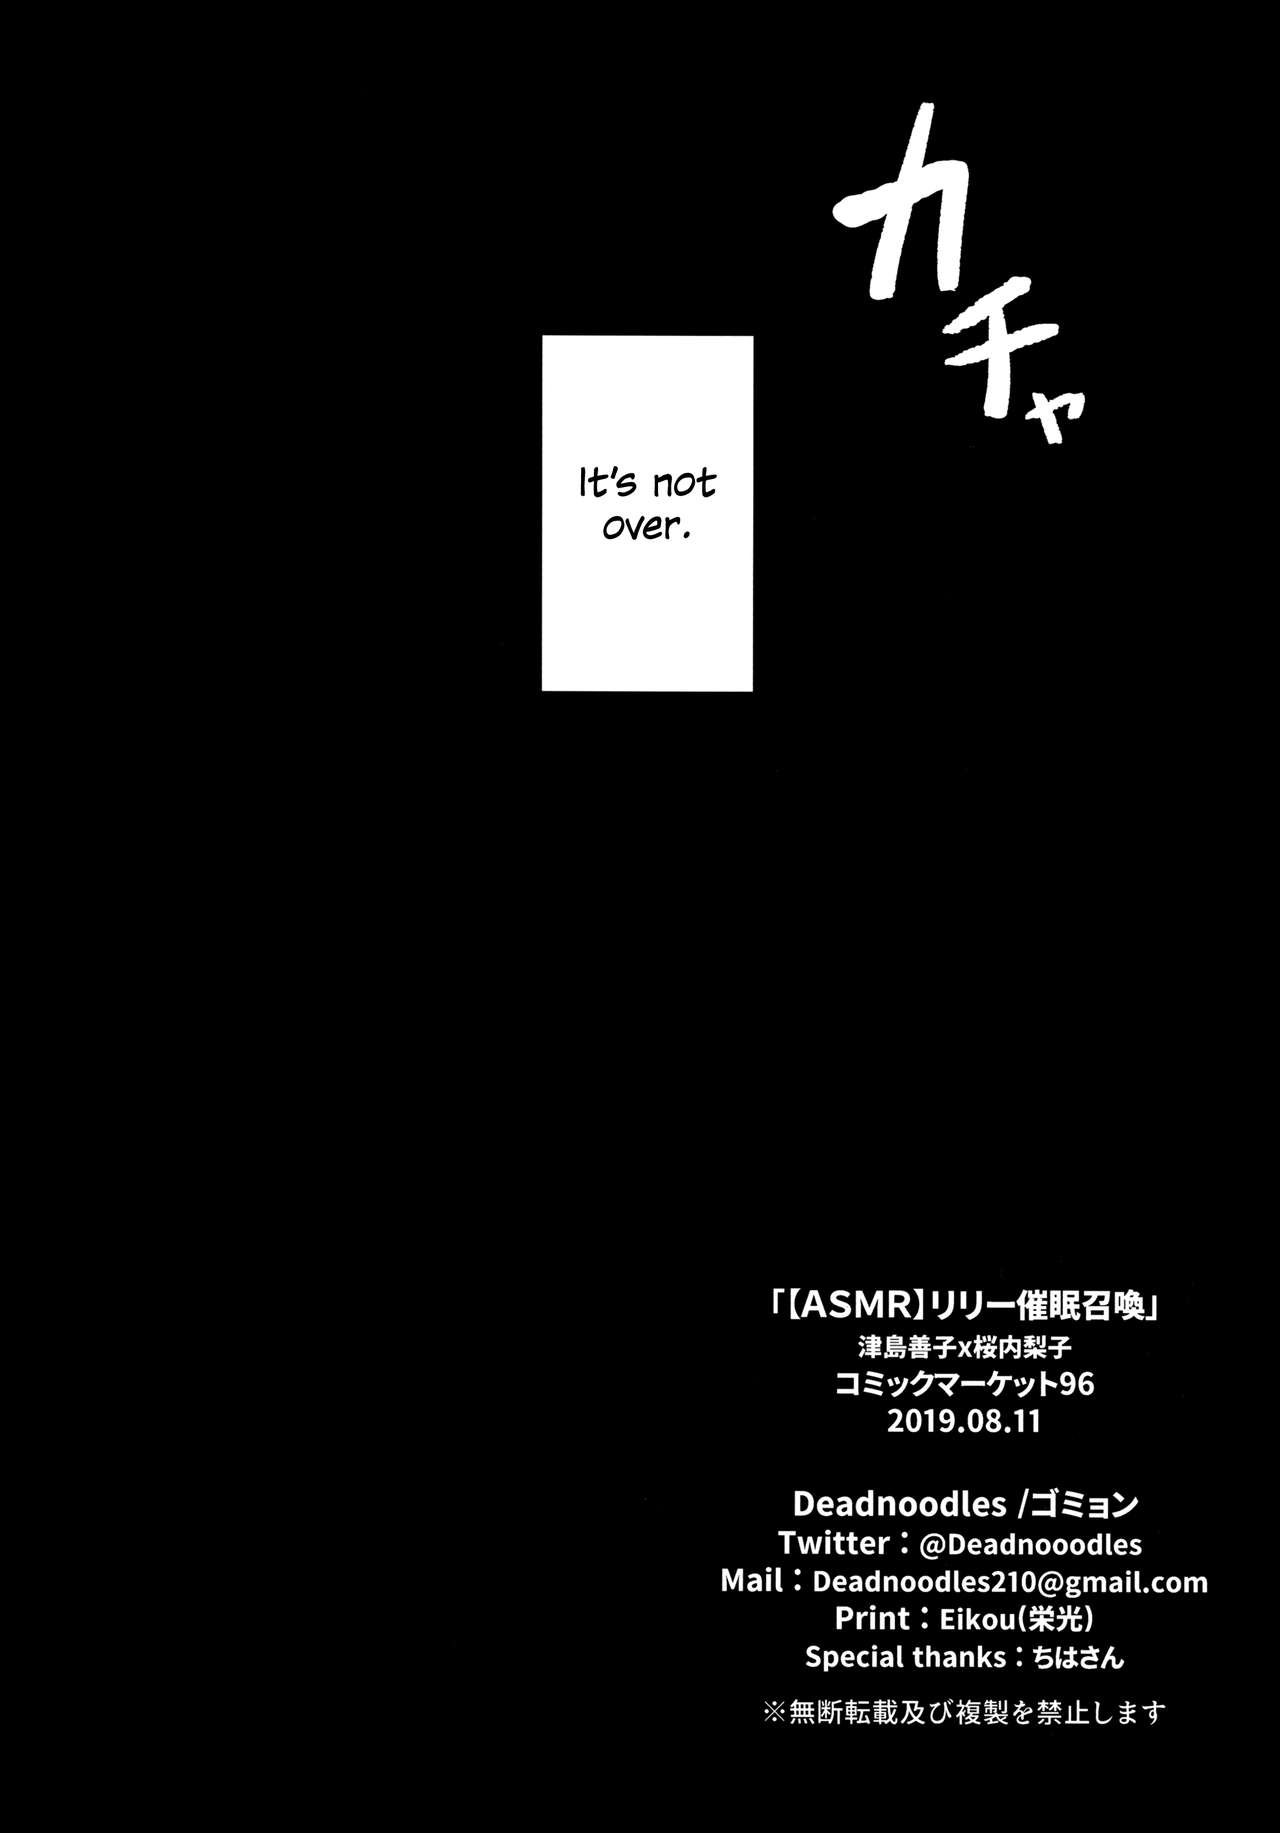 カチャ
It's not
over.
「【ASMR】リリー催眠召喚」
津島善子x桜内梨子
コミックマーケット96
2019.08.11
Deadnoodles /ゴミョン
Twitter：@Deadnooodles
Mail：Deadnoodles210@gmail.com
Print：Eikou(栄光)
Special thanks：ちはさん
※無断転載及び複製を禁止します